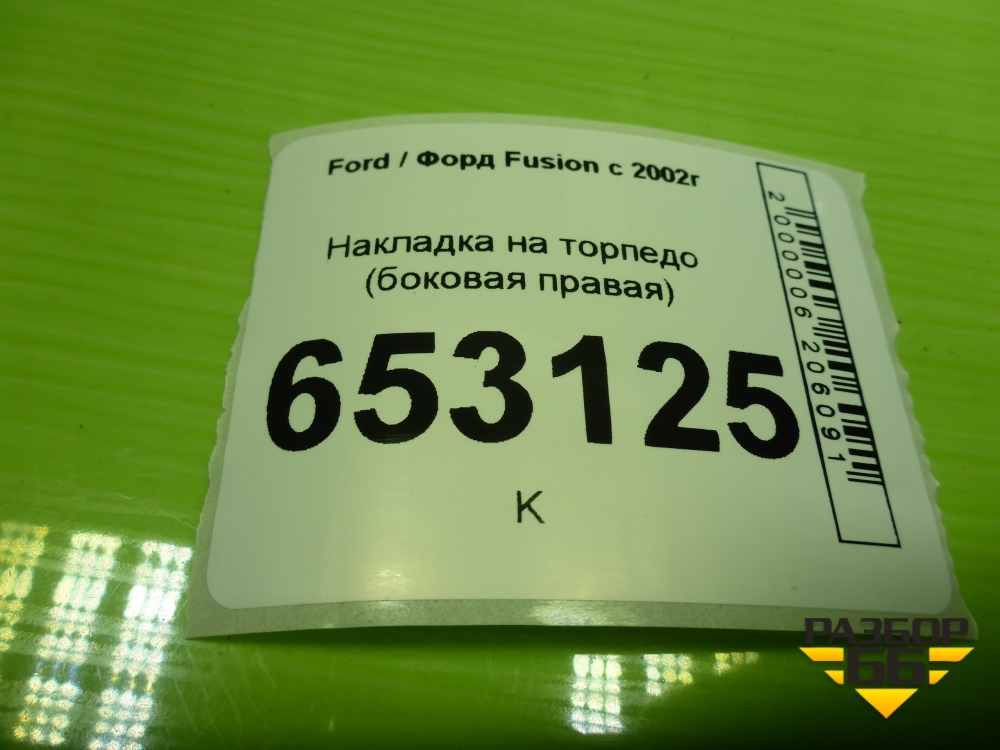 Ford / Форд Fusion с 2002г
Накладка на торпедо
(боковая правая)
653125
К
2000006206091
РАЗБОР
66